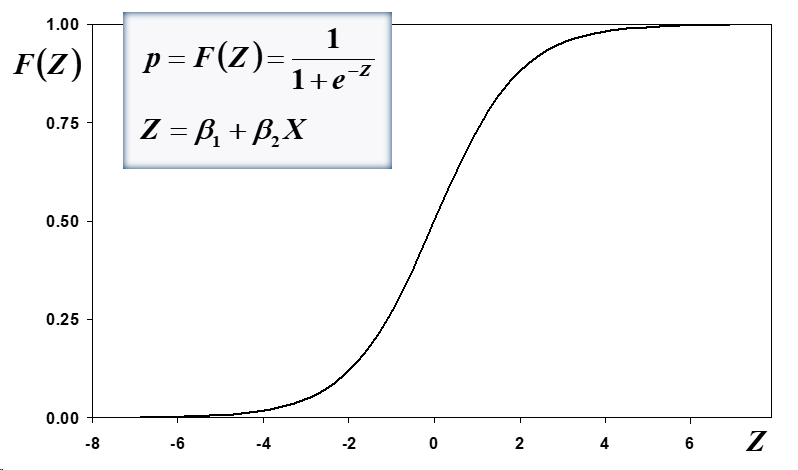 1.00
F(Z)
p = F(Z) = 1 / (1 + e^{-Z})
Z = β₁ + β₂X
0.75
0.50
0.25
0.00
-8 -6 -4 -2 0 2 4 6 Z